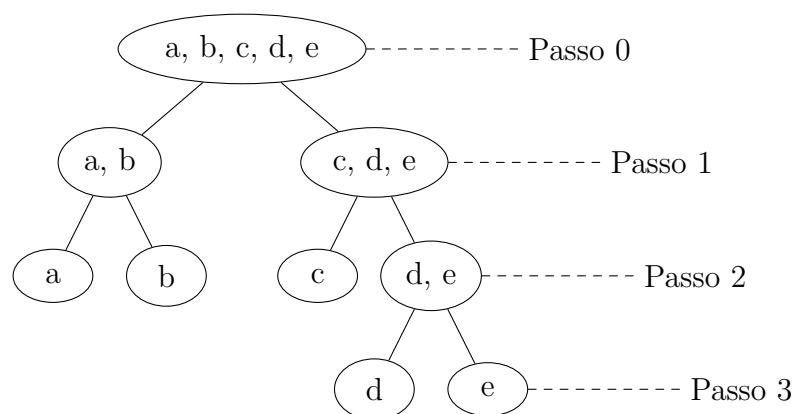 a, b, c, d, e Passo 0
a, b c, d, e Passo 1
a b c d, e Passo 2
d e Passo 3